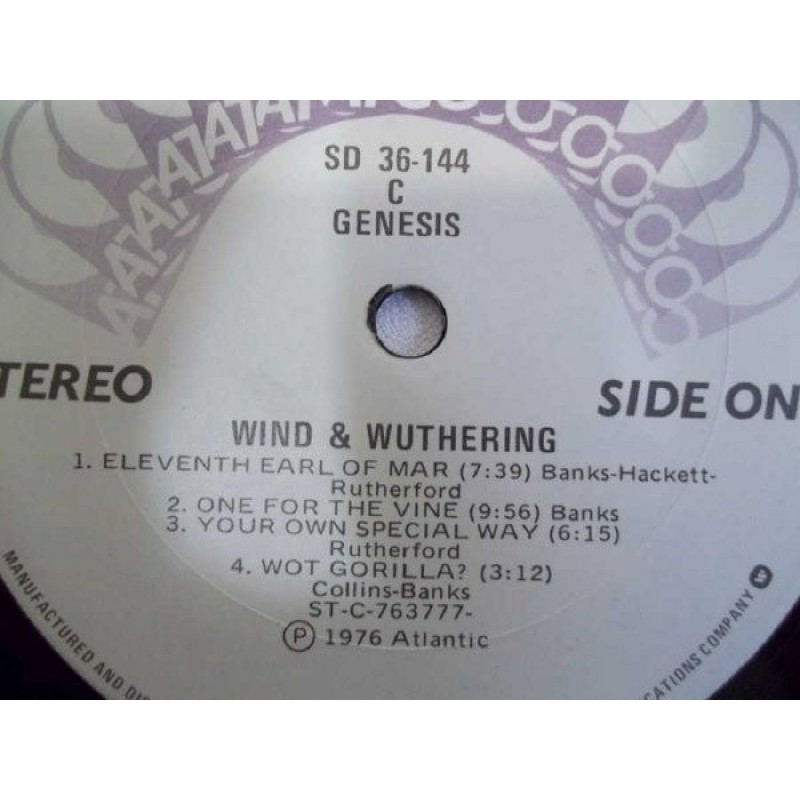 SD 36-144
C
GENESIS
TEREO
SIDE ON
WIND & WUTHERING
1. ELEVENTH EARL OF MAR (7:39) Banks-Hackett-
Rutherford
2. ONE FOR THE VINE (9:56) Banks
3. YOUR OWN SPECIAL WAY (6:15)
Rutherford
4. WOT GORILLA? (3:12)
Collins-Banks
ST-C-763777-
Ⓟ 1976 Atlantic
MANUFACTURED AND DIS
CATIONS COMPANY